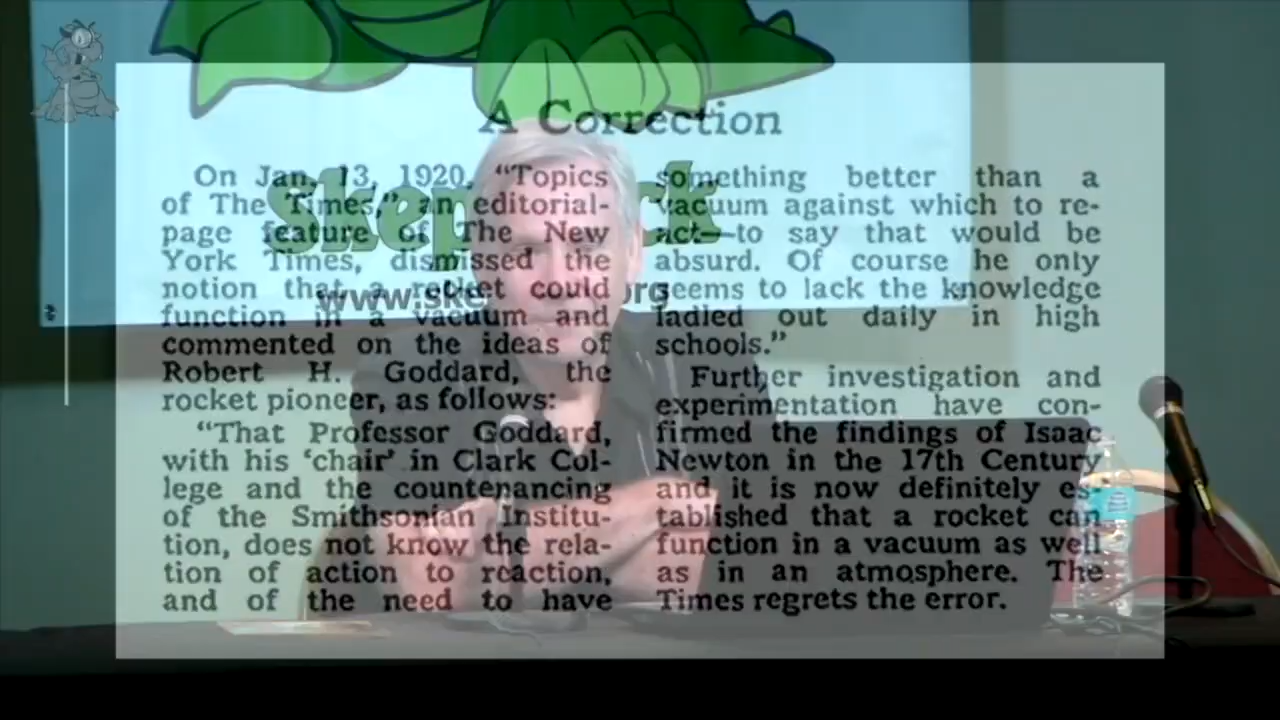 A Correction
On Jan. 13, 1920, “Topics
of The Times,” an editorial-
page feature of The New
York Times, dismissed the
notion that a rocket could
function in a vacuum and
commented on the ideas of
Robert H. Goddard, the
rocket pioneer, as follows:
“That Professor Goddard,
with his ‘chair’ in Clark Col-
lege and the countenancing
of the Smithsonian Institu-
tion, does not know the rela-
tion of action to reaction,
and of the need to have
something better than a
vacuum against which to re-
act—to say that would be
absurd. Of course he only
seems to lack the knowledge
ladled out daily in high
schools.”
Further investigation and
experimentation have con-
firmed the findings of Isaac
Newton in the 17th Century
and it is now definitely es-
tablished that a rocket can
function in a vacuum as well
as in an atmosphere. The
Times regrets the error.